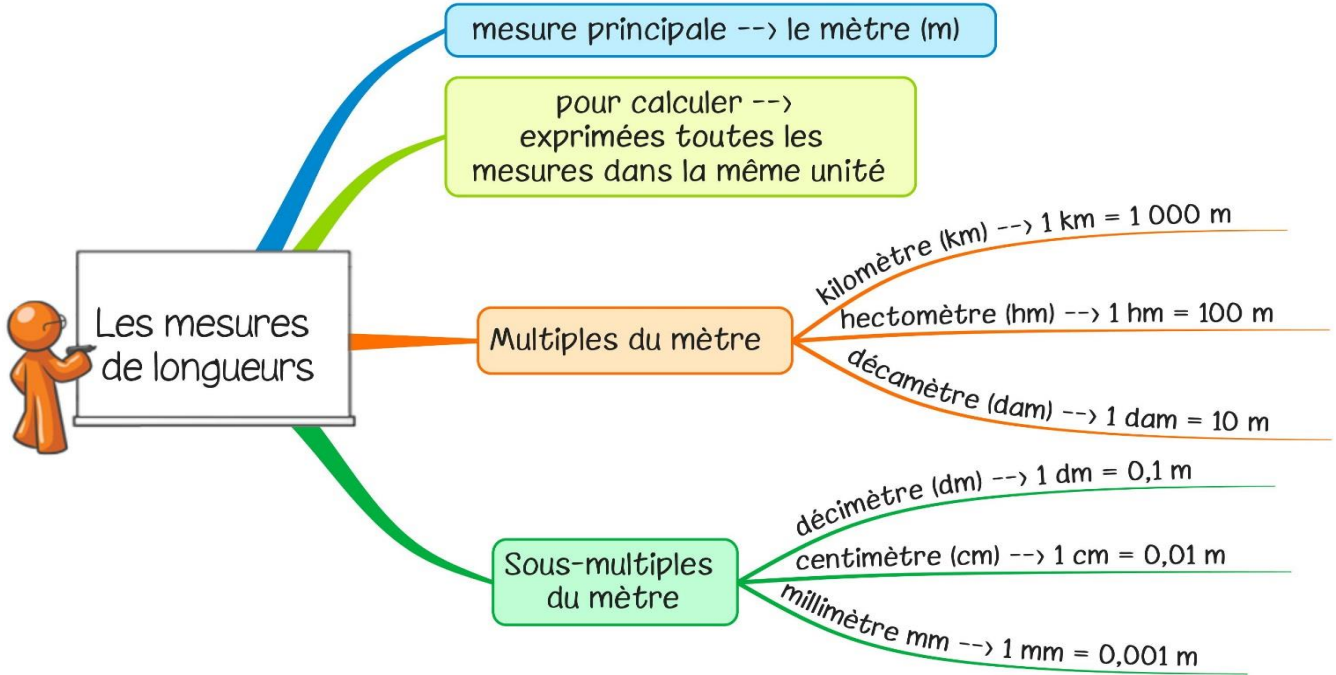 mesure principale --> le mètre (m)
pour calculer -->
exprimées toutes les
mesures dans la même unité
Les mesures
de longueurs
Multiples du mètre
kilomètre (km) --> 1 km = 1 000 m
hectomètre (hm) --> 1 hm = 100 m
décamètre (dam) --> 1 dam = 10 m
Sous-multiples
du mètre
décimètre (dm) --> 1 dm = 0,1 m
centimètre (cm) --> 1 cm = 0,01 m
millimètre mm --> 1 mm = 0,001 m